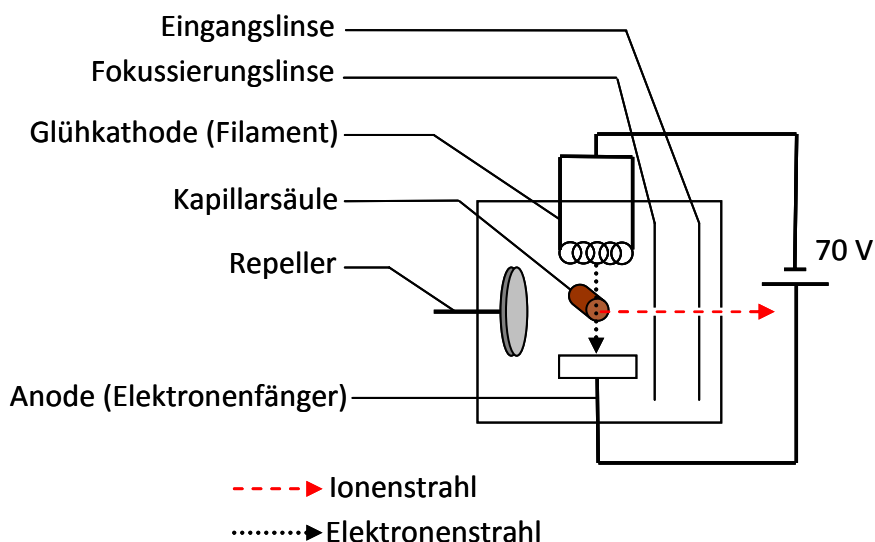 Eingangslinse
Fokussierungslinse
Glühkathode (Filament)
Kapillarsäule
Repeller
70 V
Anode (Elektronenfänger)
Ionenstrahl
Elektronenstrahl